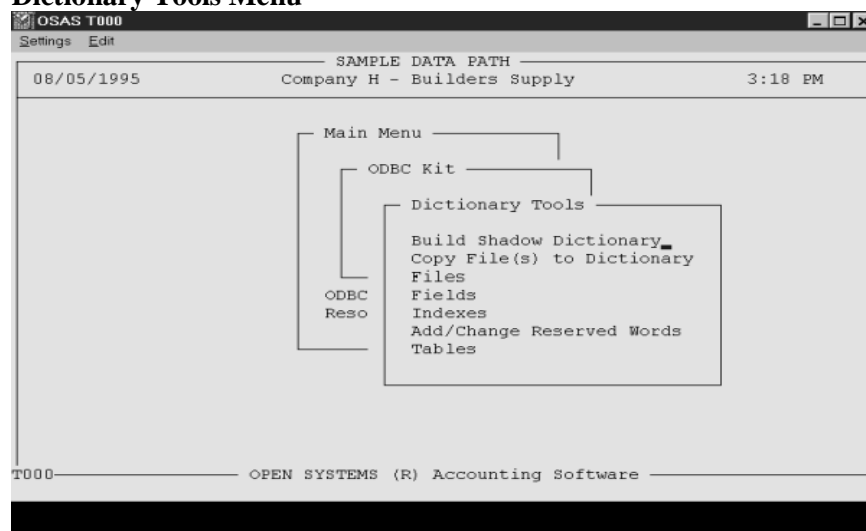 Dictionary Tools Menu
OSAS T000
Settings Edit
SAMPLE DATA PATH
08/05/1995 Company H - Builders Supply 3:18 PM
Main Menu
ODBC Kit
Dictionary Tools
Build Shadow Dictionary
Copy File(s) to Dictionary
Files
ODBC Fields
Reso Indexes
Add/Change Reserved Words
Tables
T000 OPEN SYSTEMS (R) Accounting Software